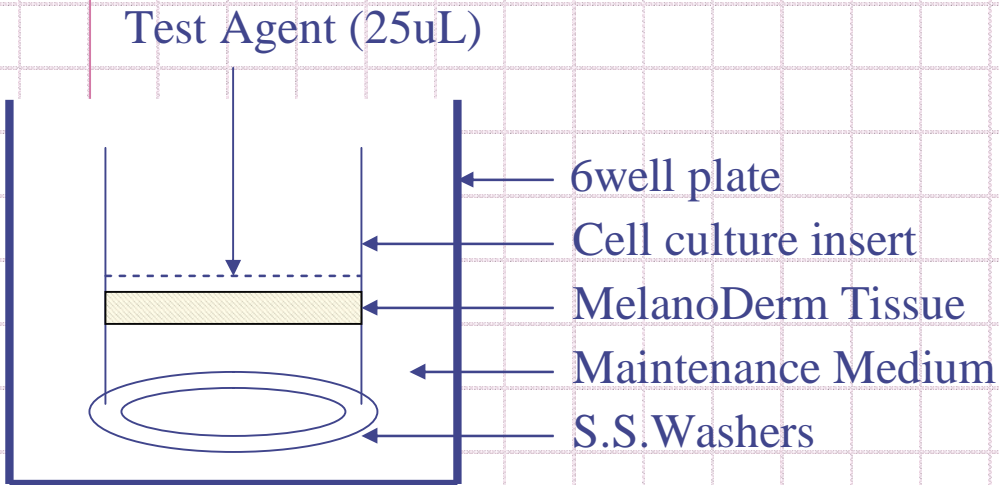 Test Agent (25uL)
6well plate
Cell culture insert
MelanoDerm Tissue
Maintenance Medium
S.S.Washers